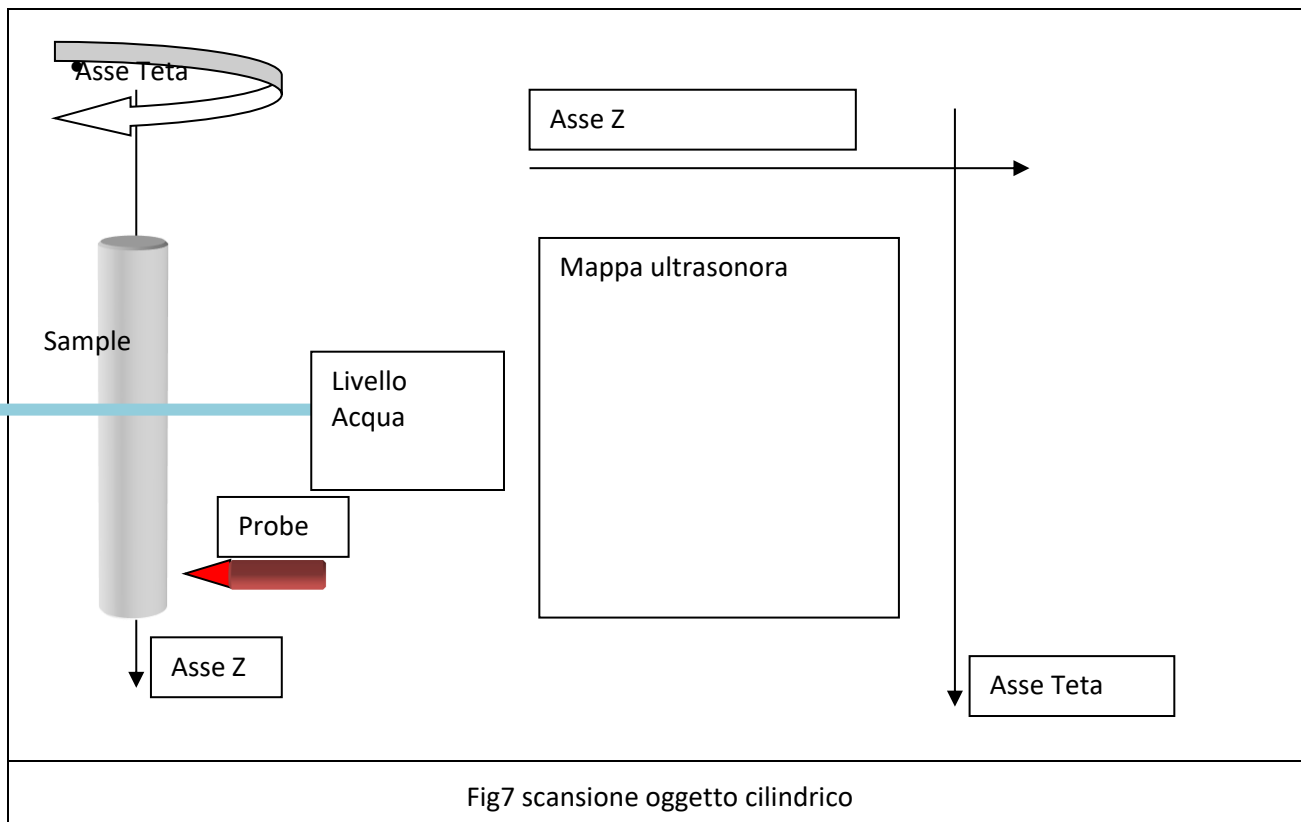 Asse Teta
Asse Z
Mappa ultrasonora
Sample
Livello
Acqua
Probe
Asse Z
Asse Teta
Fig7 scansione oggetto cilindrico